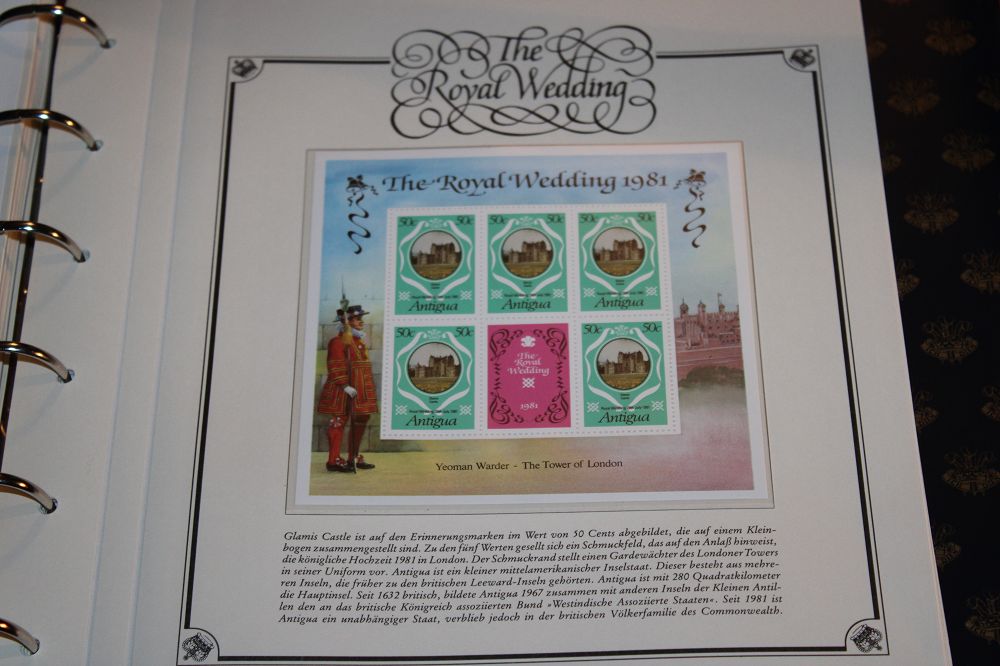 The
Royal Wedding
The Royal Wedding 1981
50c 50c 50c 50c 50c 50c
Antigua Antigua Antigua
50c 50c The Royal Wedding 1981 50c 50c
Antigua Antigua
Yeoman Warder - The Tower of London
Glamis Castle ist auf den Erinnerungsmarken im Wert von 50 Cents abgebildet, die auf einem Klein-
bogen zusammengestellt sind. Zu den fünf Werten gesellt sich ein Schmuckfeld, das auf den Anlaß hinweist,
die königliche Hochzeit 1981 in London. Der Schmuckrand stellt einen Gardewächter des Londoner Towers
in seiner Uniform vor. Antigua ist ein kleiner mittelamerikanischer Inselstaat. Dieser besteht aus mehre-
ren Inseln, die früher zu den britischen Leeward-Inseln gehörten. Antigua ist mit 280 Quadratkilometer
die Hauptinsel. Seit 1632 britisch, bildete Antigua 1967 zusammen mit anderen Inseln der Kleinen Antil-
len den an das britische Königreich assoziierten Bund »Westindische Assoziierte Staaten«. Seit 1981 ist
Antigua ein unabhängiger Staat, verblieb jedoch in der britischen Völkerfamilie des Commonwealth.